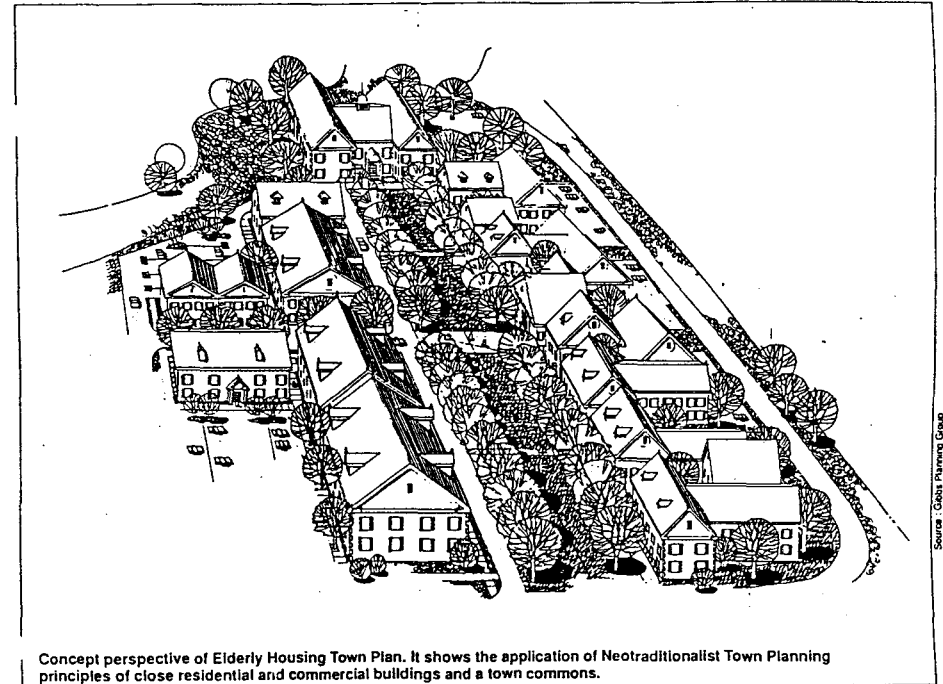 Concept perspective of Elderly Housing Town Plan. It shows the application of Neotraditionalist Town Planning
principles of close residential and commercial buildings and a town commons.
Source : Gibbs Planning Group